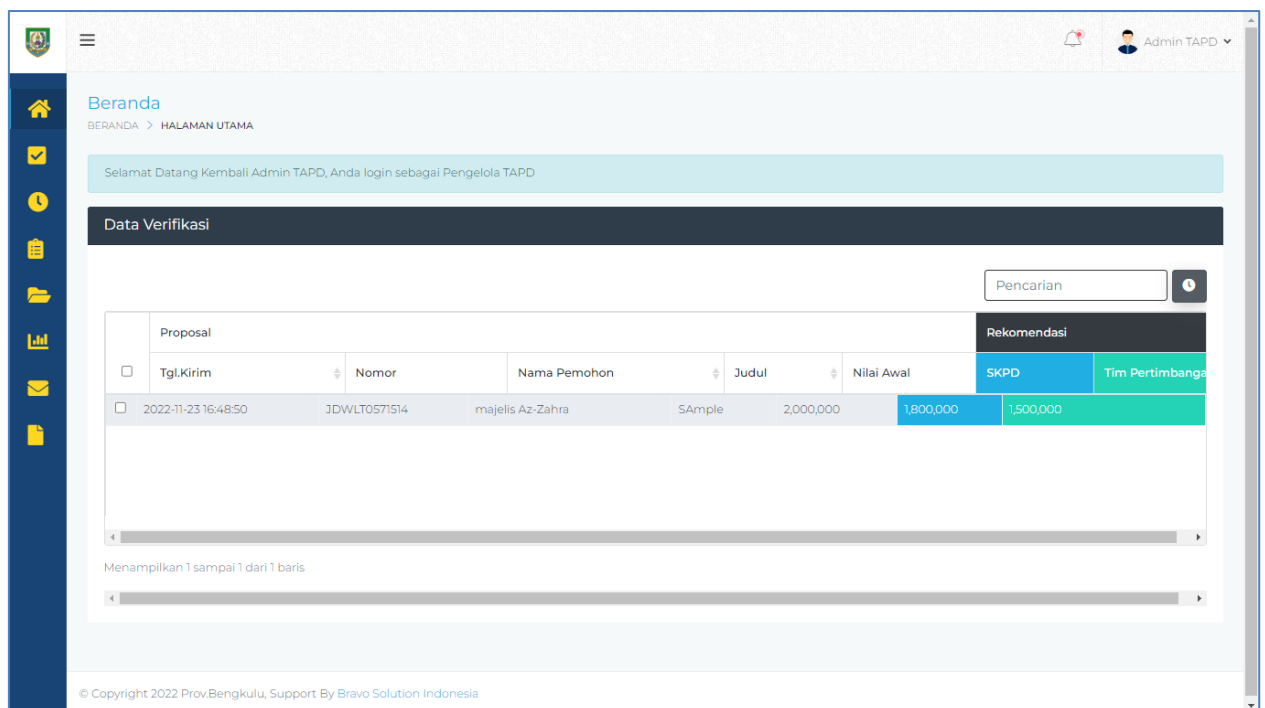 Admin TAPD
Beranda
BERANDA > HALAMAN UTAMA
Selamat Datang Kembali Admin TAPD, Anda login sebagai Pengelola TAPD
Data Verifikasi
Pencarian
Proposal Rekomendasi
Tgl.Kirim Nomor Nama Pemohon Judul Nilai Awal SKPD Tim Pertimbanga
2022-11-23 16:48:50 JDWLT0571514 majelis Az-Zahra SAmple 2,000,000 1,800,000 1,500,000
Menampilkan 1 sampai 1 dari 1 baris
© Copyright 2022 Prov.Bengkulu, Support By Bravo Solution Indonesia